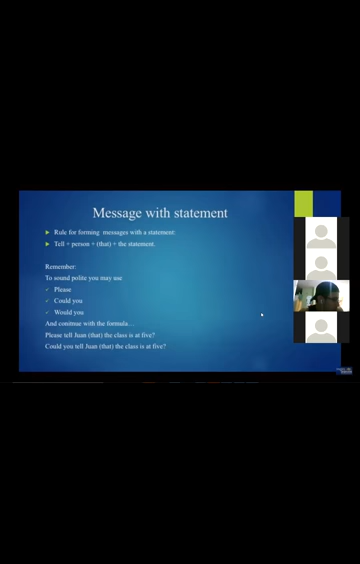 Message with statement
Rule for forming messages with a statement:
Tell + person + (that) + the statement.
Remember:
To sound polite you may use
Please
Could you
Would you
And continue with the formula…
Please tell Juan (that) the class is at five?
Could you tell Juan (that) the class is at five?